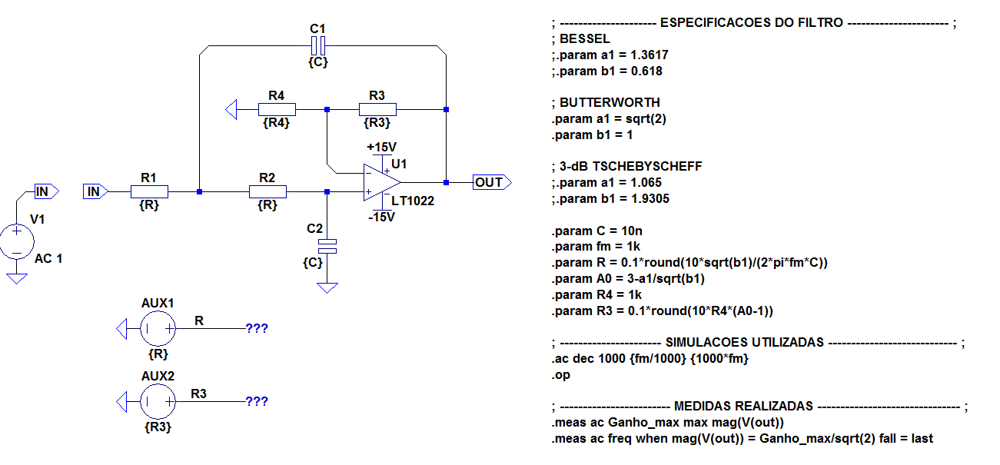 C1
{C}
R4
{R4}
R3
{R3}
+15V
U1
LT1022
-15V
OUT
IN
V1
AC 1
IN
R1
{R}
R2
{R}
C2
{C}
AUX1
R
???
{R}
AUX2
R3
???
{R3}
; --------------------- ESPECIFICACOES DO FILTRO ---------------------- ;
; BESSEL
;.param a1 = 1.3617
;.param b1 = 0.618
; BUTTERWORTH
.param a1 = sqrt(2)
.param b1 = 1
; 3-dB TSCHEBYSCHEFF
;.param a1 = 1.065
;.param b1 = 1.9305
.param C = 10n
.param fm = 1k
.param R = 0.1*round(10*sqrt(b1)/(2*pi*fm*C))
.param A0 = 3-a1/sqrt(b1)
.param R4 = 1k
.param R3 = 0.1*round(10*R4*(A0-1))
; ---------------------- SIMULACOES UTILIZADAS ---------------------------- ;
.ac dec 1000 {fm/1000} {1000*fm}
.op
; ------------------------ MEDIDAS REALIZADAS ------------------------------- ;
.meas ac Ganho_max max mag(V(out))
.meas ac freq when mag(V(out)) = Ganho_max/sqrt(2) fall = last